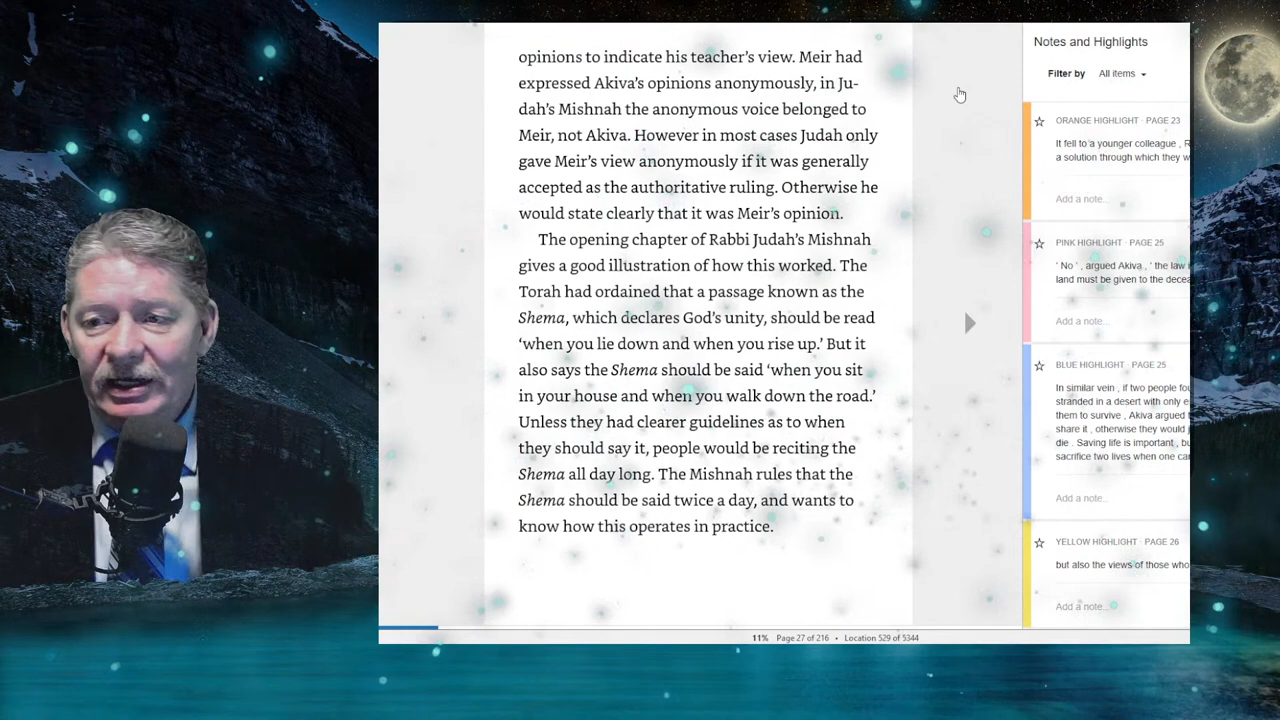 opinions to indicate his teacher's view. Meir had
expressed Akiva's opinions anonymously, in Ju-
dah's Mishnah the anonymous voice belonged to
Meir, not Akiva. However in most cases Judah only
gave Meir's view anonymously if it was generally
accepted as the authoritative ruling. Otherwise he
would state clearly that it was Meir's opinion.
The opening chapter of Rabbi Judah's Mishnah
gives a good illustration of how this worked. The
Torah had ordained that a passage known as the
Shema, which declares God's unity, should be read
'when you lie down and when you rise up.' But it
also says the Shema should be said 'when you sit
in your house and when you walk down the road.'
Unless they had clearer guidelines as to when
they should say it, people would be reciting the
Shema all day long. The Mishnah rules that the
Shema should be said twice a day, and wants to
know how this operates in practice.
11% Page 27 of 216 • Location 529 of 5344
Notes and Highlights
Filter by All items
ORANGE HIGHLIGHT · PAGE 23
It fell to a younger colleague , R
a solution through which they w
Add a note...
PINK HIGHLIGHT · PAGE 25
' No ' , argued Akiva , ' the law i
land must be given to the decea
Add a note...
BLUE HIGHLIGHT · PAGE 25
In similar vein , if two people fou
stranded in a desert with only e
them to survive , Akiva argued t
share it , otherwise they would j
die . Saving life is important , bu
sacrifice two lives when one can
Add a note...
YELLOW HIGHLIGHT · PAGE 26
but also the views of those who
Add a note...